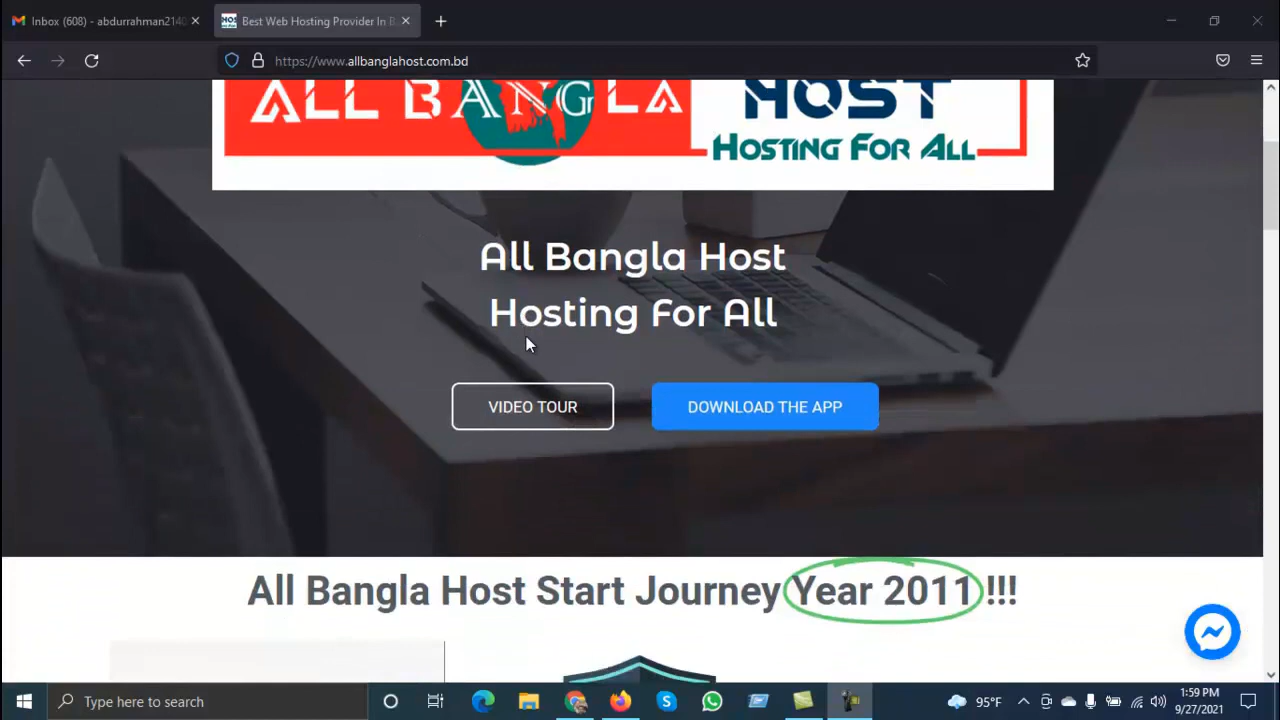 Inbox (608) - abdurrahman2140
Best Web Hosting Provider In B
https://www.allbanglahost.com.bd
ALL BANGLA HOST
HOSTING FOR ALL
All Bangla Host
Hosting For All
VIDEO TOUR
DOWNLOAD THE APP
All Bangla Host Start Journey Year 2011 !!!
Type here to search
95°F
1:59 PM
9/27/2021